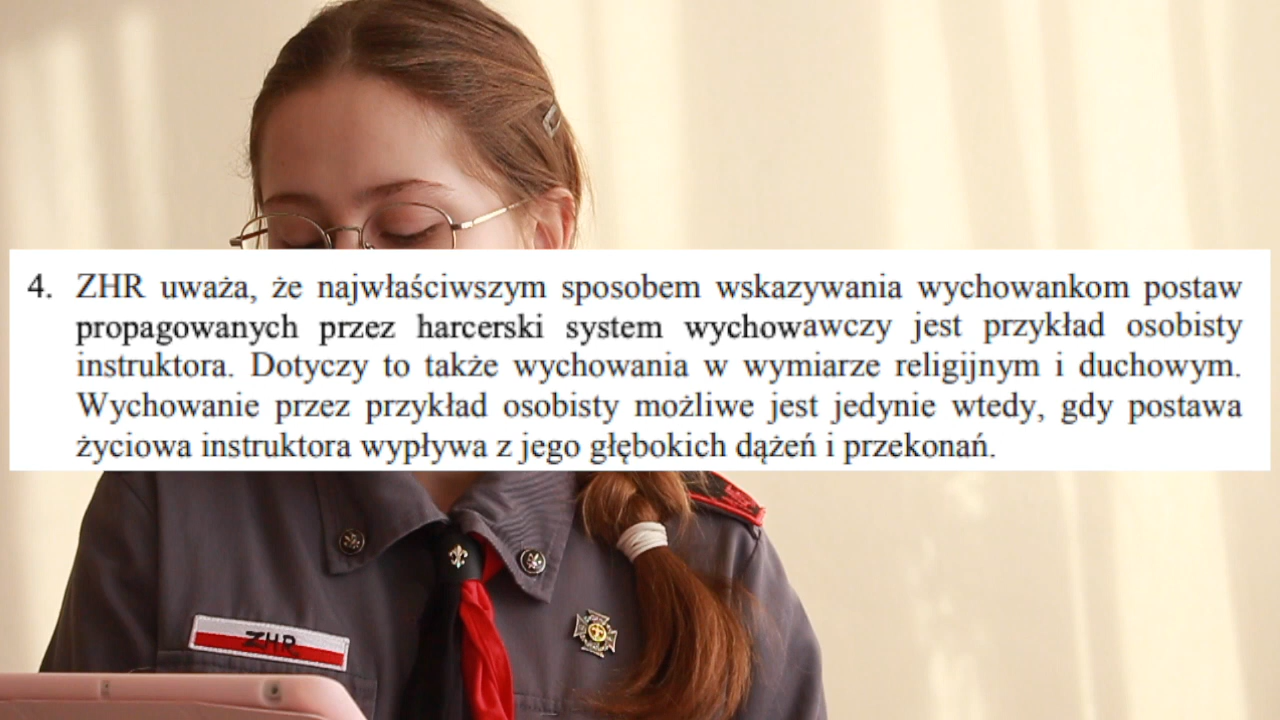 4. ZHR uważa, że najwłaściwszym sposobem wskazywania wychowankom postaw
propagowanych przez harcerski system wychowawczy jest przykład osobisty
instruktora. Dotyczy to także wychowania w wymiarze religijnym i duchowym.
Wychowanie przez przykład osobisty możliwe jest jedynie wtedy, gdy postawa
życiowa instruktora wypływa z jego głębokich dążeń i przekonań.
ZHR